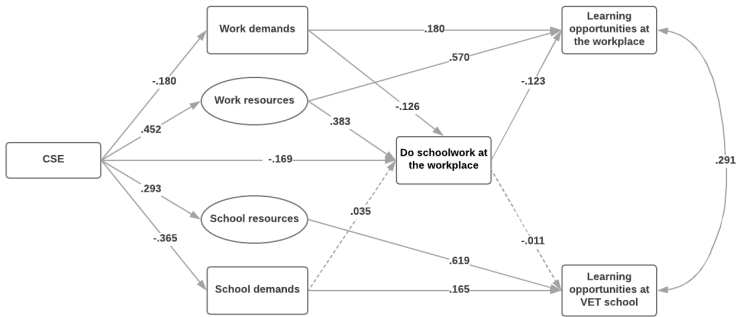 Work demands
.180
Learning
opportunities at
the workplace
.570
-.180
-.123
Work resources
-.126
.452
.383
CSE
-.169
Do schoolwork at
the workplace
.291
.293
School resources
.035
-.365
-.011
.619
School demands
.165
Learning
opportunities at
VET school